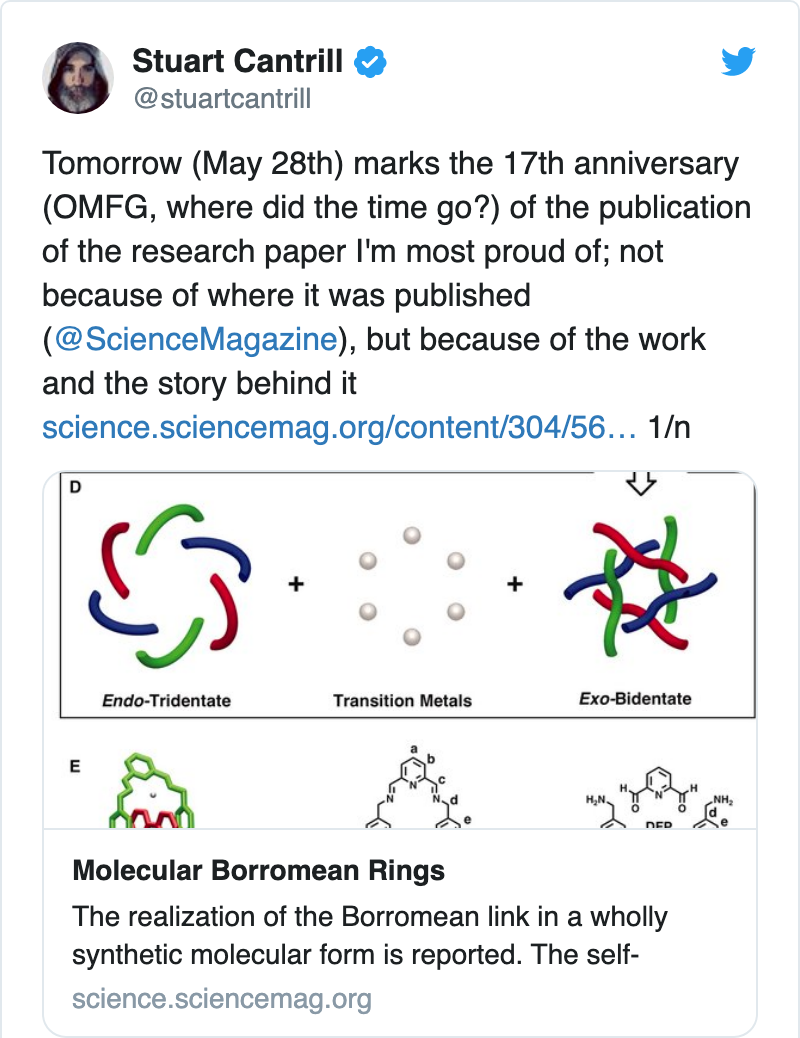 Stuart Cantrill
@stuartcantrill
Tomorrow (May 28th) marks the 17th anniversary
(OMFG, where did the time go?) of the publication
of the research paper I'm most proud of; not
because of where it was published
(@ScienceMagazine), but because of the work
and the story behind it
science.sciencemag.org/content/304/56… 1/n
D
+ +
Endo-Tridentate Transition Metals Exo-Bidentate
E
a
b
c
N
N N d
e
H H
N
O O
H2N NH2
d
DFP
e
Molecular Borromean Rings
The realization of the Borromean link in a wholly
synthetic molecular form is reported. The self-
science.sciencemag.org